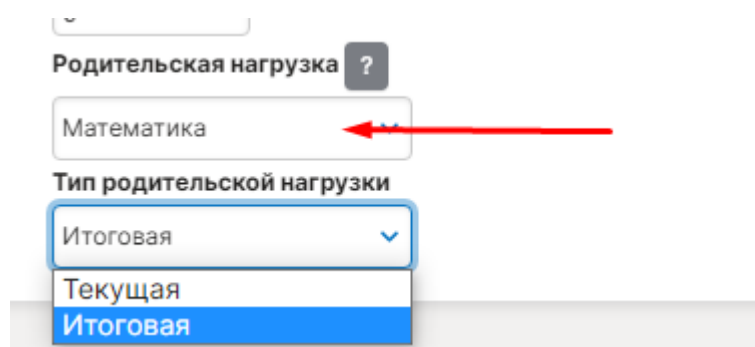 Родительская нагрузка ?
Математика
Тип родительской нагрузки
Итоговая
Текущая
Итоговая